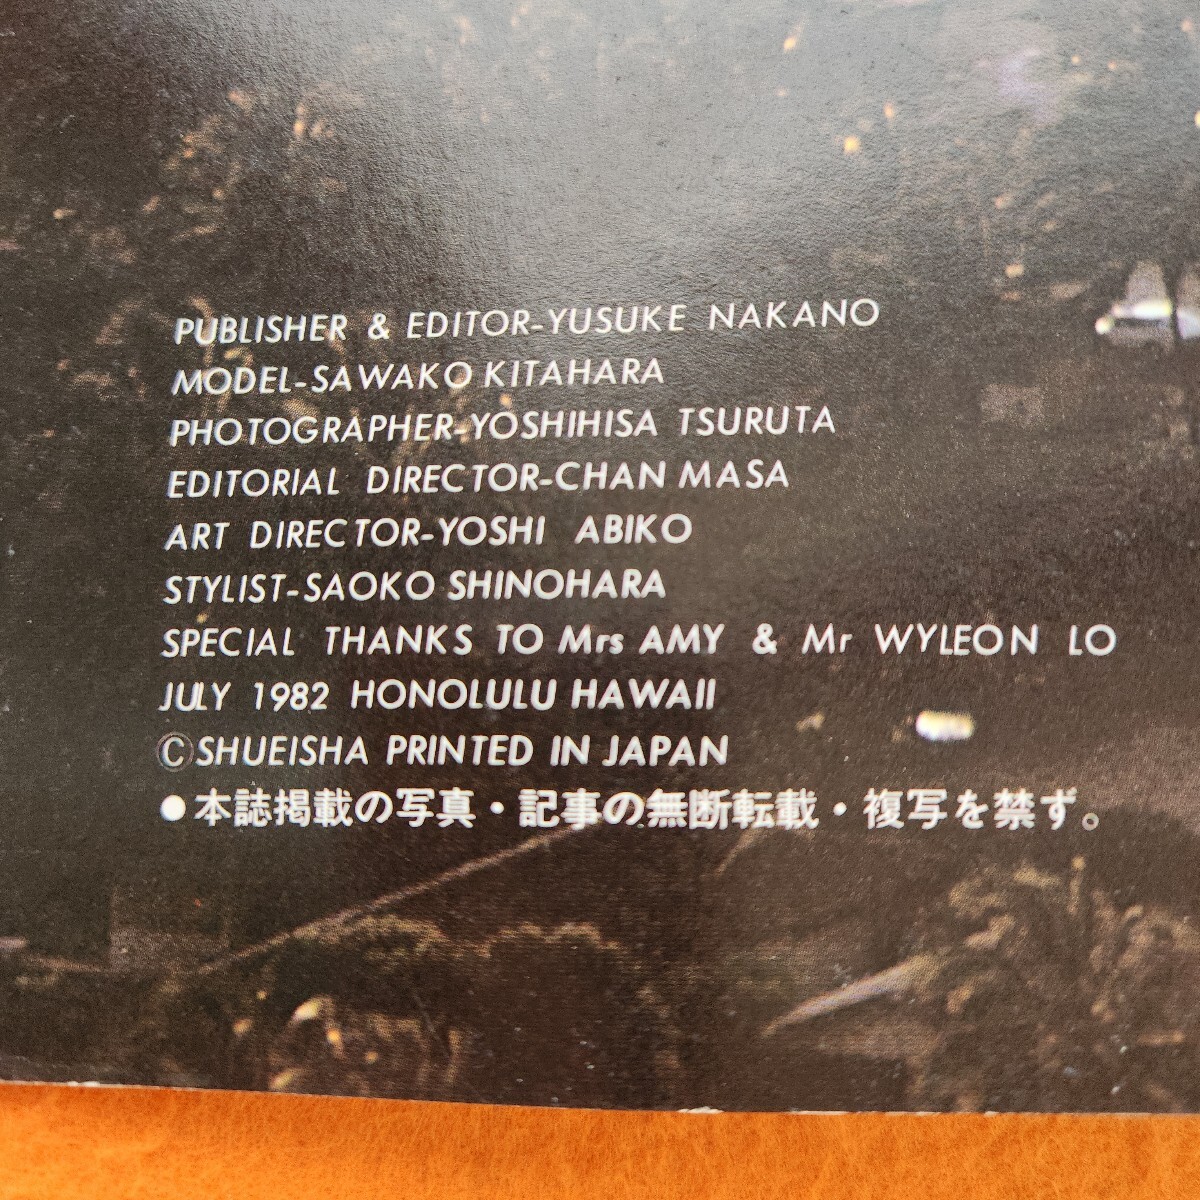 PUBLISHER & EDITOR-YUSUKE NAKANO
MODEL-SAWAKO KITAHARA
PHOTOGRAPHER-YOSHIHISA TSURUTA
EDITORIAL DIRECTOR-CHAN MASA
ART DIRECTOR-YOSHI ABIKO
STYLIST-SAOKO SHINOHARA
SPECIAL THANKS TO Mrs AMY & Mr WYLEON LO
JULY 1982 HONOLULU HAWAII
©SHUEISHA PRINTED IN JAPAN
●本誌掲載の写真・記事の無断転載・複写を禁ず。